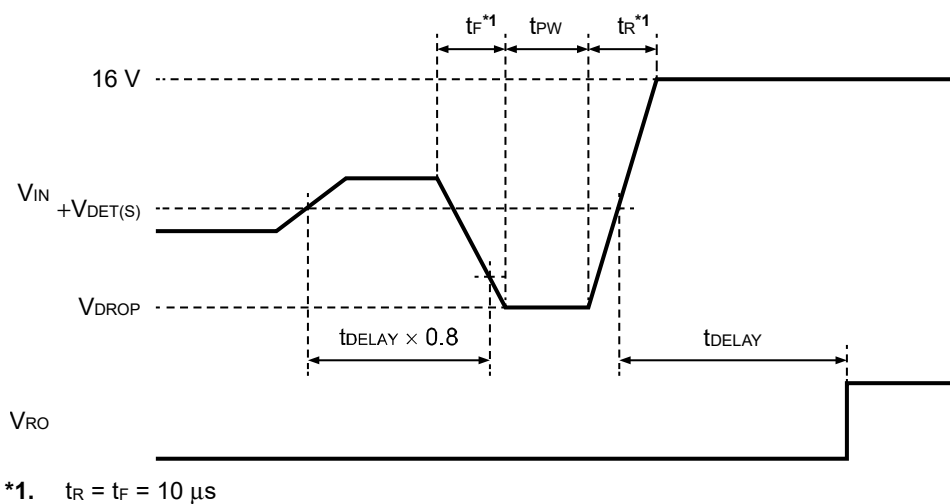 tF*1 tPW tR*1
16 V
VIN
+VDET(S)
VDROP
tDELAY × 0.8
tDELAY
VRO
*1. tR = tF = 10 μs